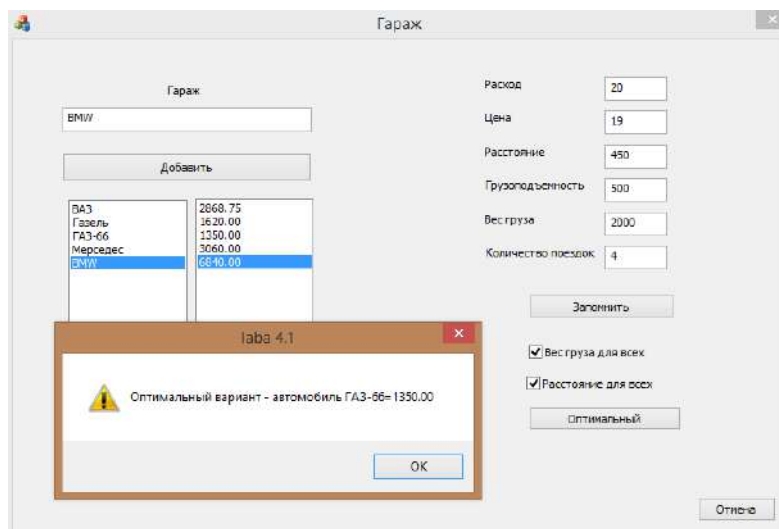 Гараж
Гараж
BMW
Добавить
ВАЗ
Газель
ГАЗ-66
Мерседес
BMW
2868.75
1620.00
1350.00
3060.00
6840.00
Расход
20
Цена
19
Расстояние
450
Грузоподъемность
500
Вес груза
2000
Количество поездок
4
Запомнить
Вес груза для всех
Расстояние для всех
Оптимальный
laba 4.1
Оптимальный вариант - автомобиль ГАЗ-66=1350.00
OK
Отмена